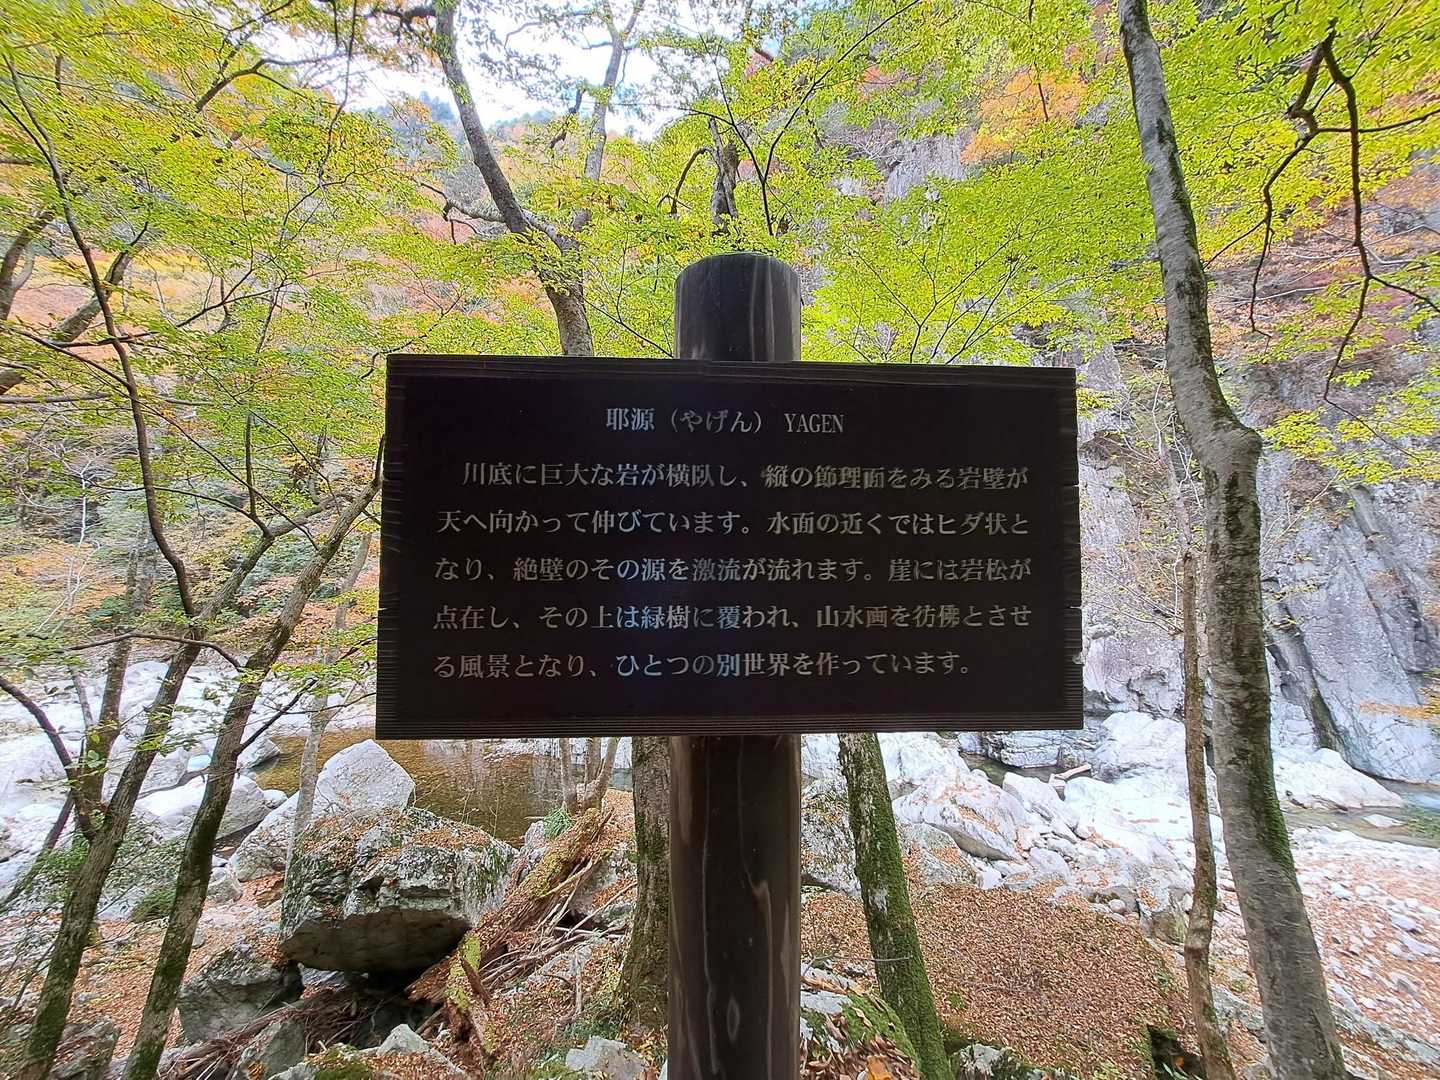 耶源（やげん） YAGEN
川底に巨大な岩が横臥し、縦の節理面をみる岩壁が
天へ向かって伸びています。水面の近くではヒダ状と
なり、絶壁のその源を激流が流れます。崖には岩松が
点在し、その上は緑樹に覆われ、山水画を彷彿とさせ
る風景となり、ひとつの別世界を作っています。